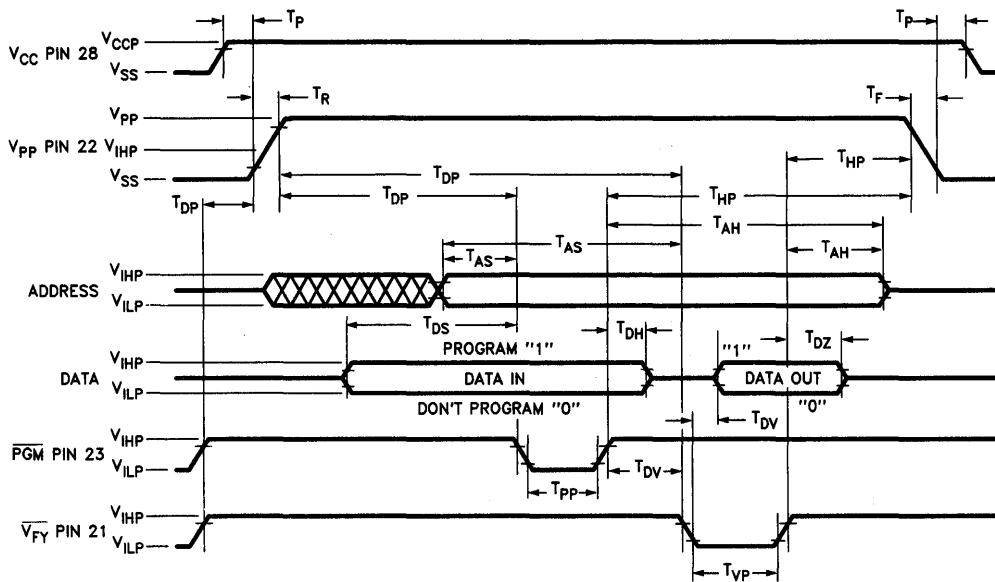 T_P T_P
V_CC PIN 28 V_CCP
V_SS
T_R T_F
V_PP
V_PP PIN 22 V_IHP
V_SS
T_HP
T_DP
T_DP T_DP T_HP
T_AH
T_AS
T_AS T_AH
ADDRESS V_IHP
V_ILP
T_DS T_DH T_DZ
PROGRAM "1" "1"
DATA V_IHP
V_ILP
DATA IN DATA OUT
DON'T PROGRAM "0" "0"
T_DV
PGM PIN 23 V_IHP
V_ILP
T_PP T_DV
V_FY PIN 21 V_IHP
V_ILP
T_VP